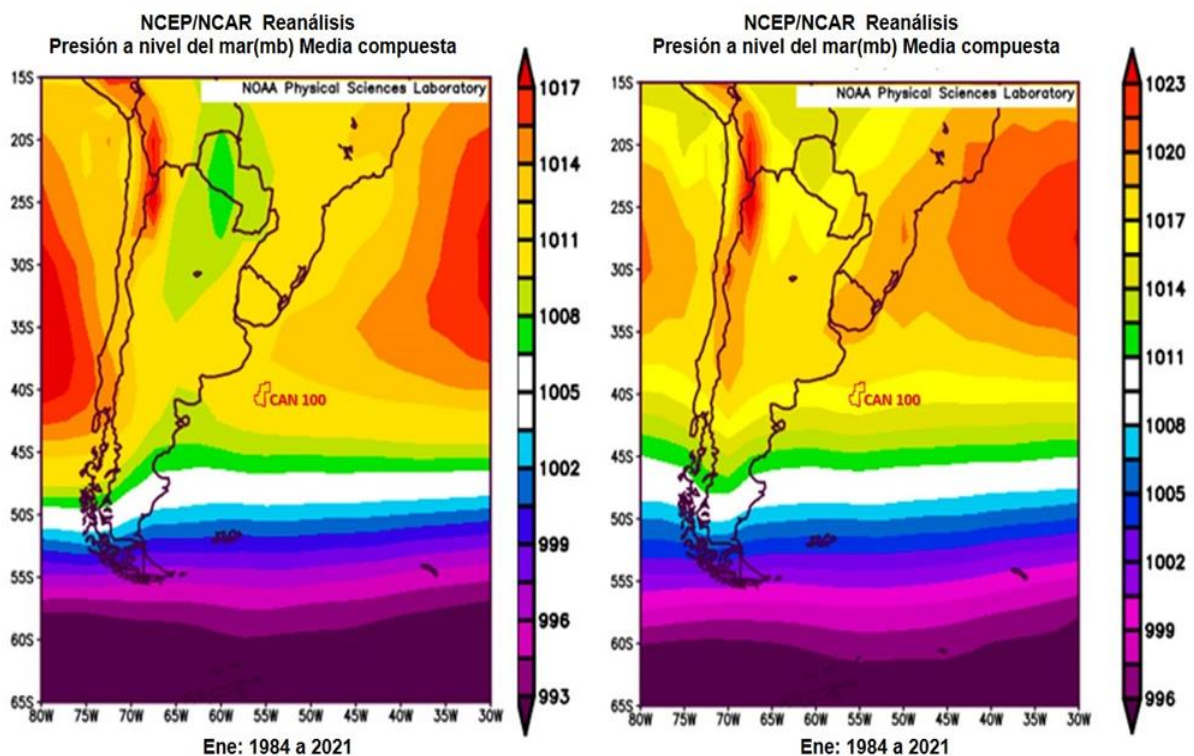 NCEP/NCAR Reanálisis
Presión a nivel del mar(mb) Media compuesta
NOAA Physical Sciences Laboratory
15S
20S
25S
30S
35S
40S
45S
50S
55S
60S
65S
CAN 100
80W 75W 70W 65W 60W 55W 50W 45W 40W 35W 30W
1017
1014
1011
1008
1005
1002
999
996
993
Ene: 1984 a 2021
NCEP/NCAR Reanálisis
Presión a nivel del mar(mb) Media compuesta
NOAA Physical Sciences Laboratory
15S
20S
25S
30S
35S
40S
45S
50S
55S
60S
65S
CAN 100
80W 75W 70W 65W 60W 55W 50W 45W 40W 35W 30W
1023
1020
1017
1014
1011
1008
1005
1002
999
996
Ene: 1984 a 2021